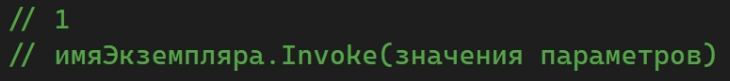 // 1
// имяЭкземпляра.Invoke(значения параметров)